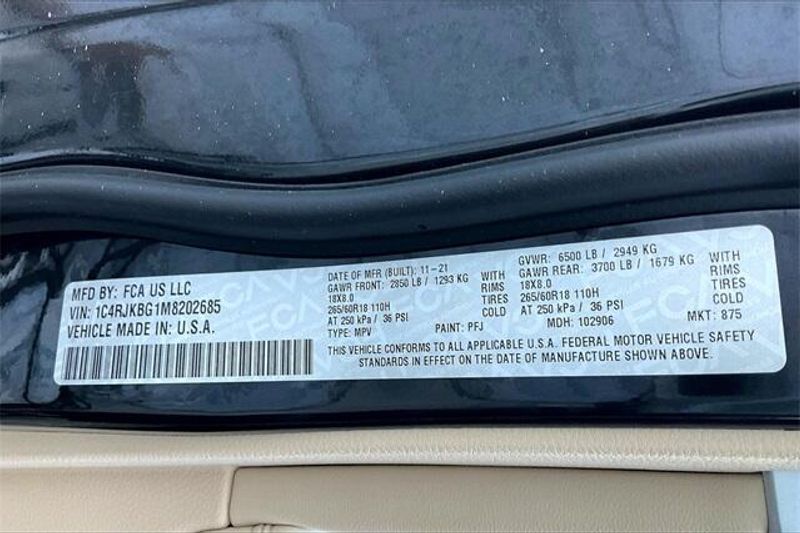 MFD BY: FCA US LLC
VIN: 1C4RJKBG1M8202685
VEHICLE MADE IN: U.S.A.
DATE OF MFR (BUILT): 11-21
GAWR FRONT: 2850 LB / 1293 KG
18X8.0
265/60R18 110H
AT 250 kPa / 36 PSI
TYPE: MPV
WITH
RIMS
TIRES
PAINT: PFJ
GVWR: 6500 LB / 2949 KG
GAWR REAR: 3700 LB / 1679 KG
18X8.0
265/60R18 110H
AT 250 kPa / 36 PSI
WITH
RIMS
TIRES
MDH: 102906
MKT: 875
THIS VEHICLE CONFORMS TO ALL APPLICABLE U.S.A. FEDERAL MOTOR VEHICLE SAFETY
STANDARDS IN EFFECT ON THE DATE OF MANUFACTURE SHOWN ABOVE.